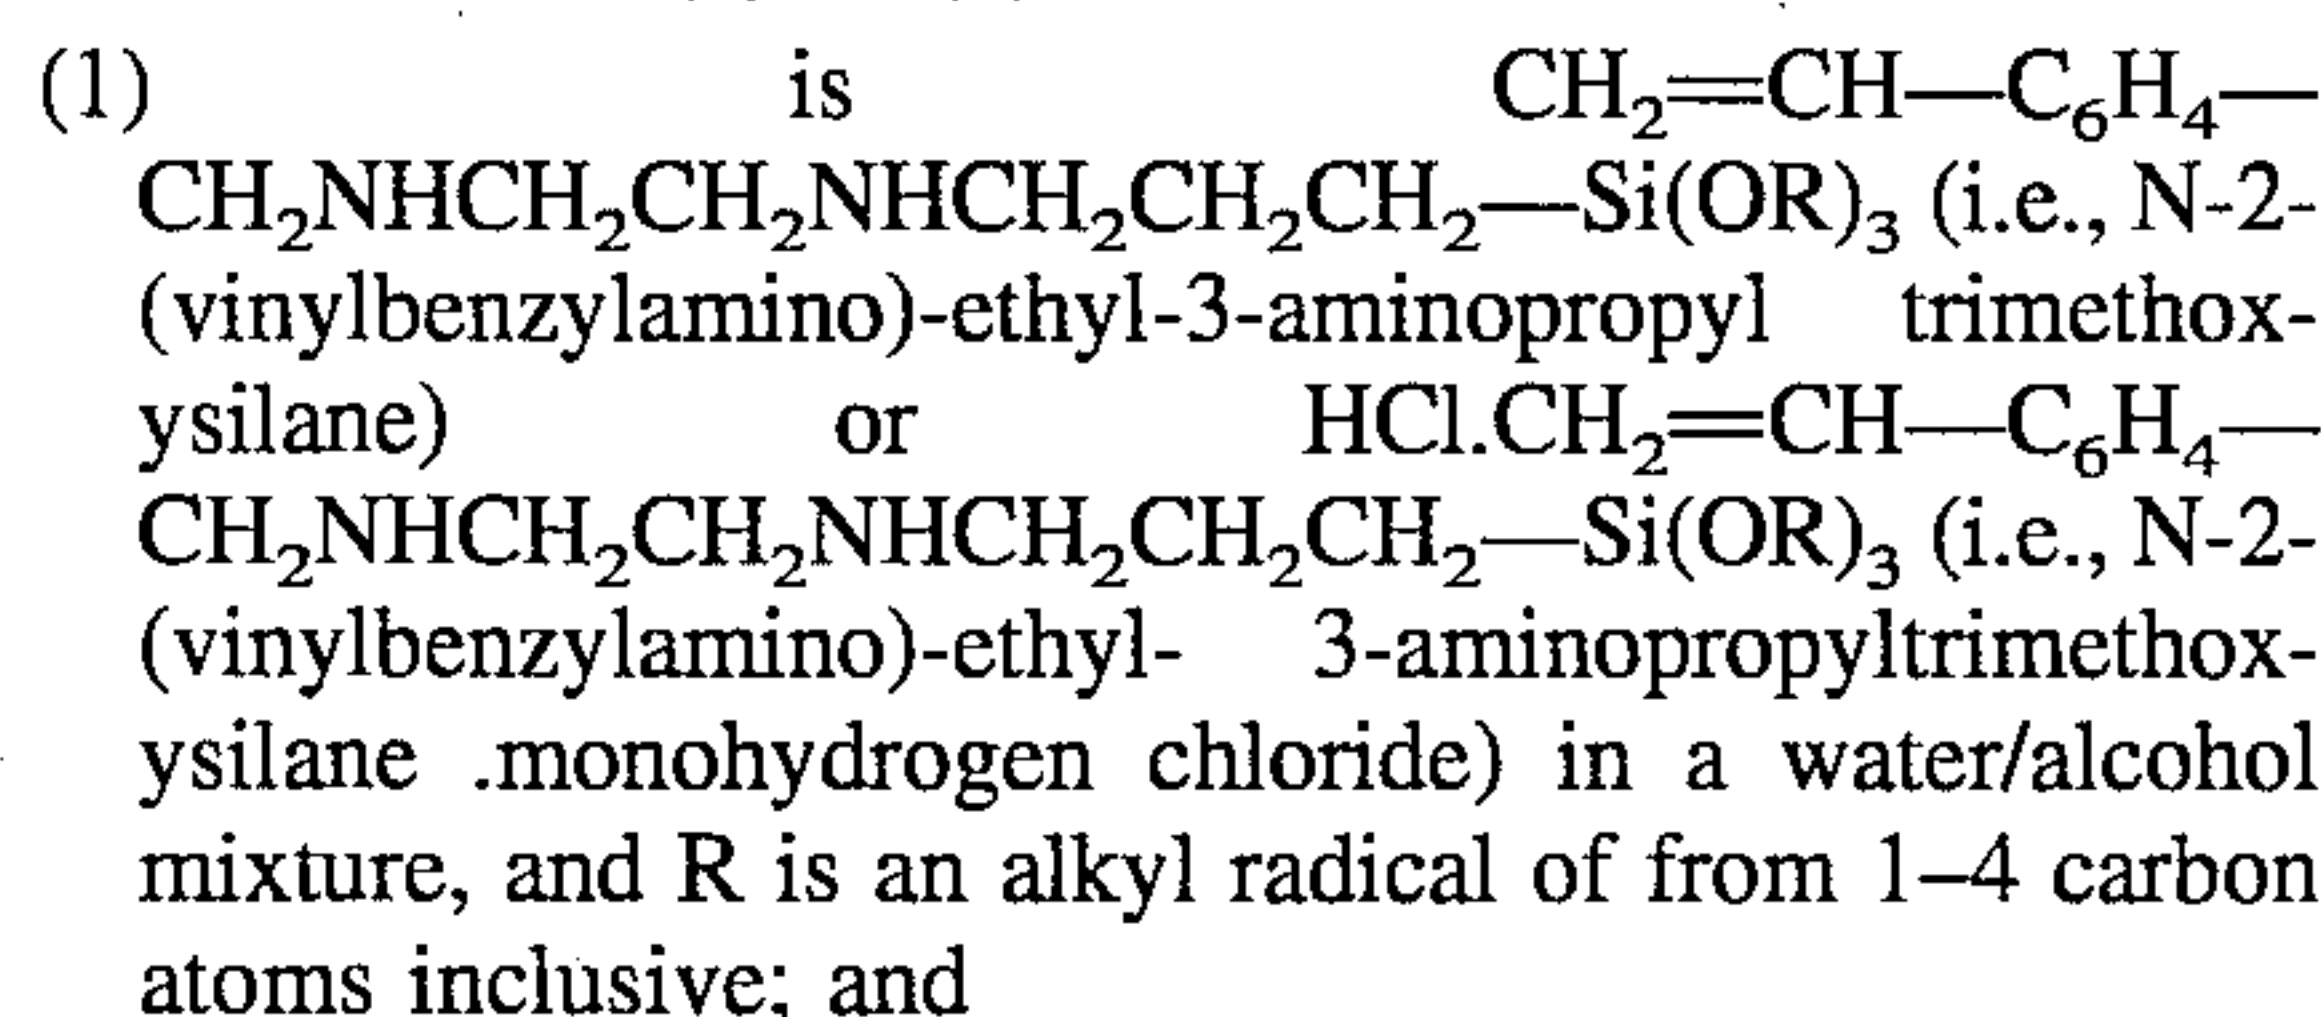 (1) is CH₂=CH—C₆H₄—
CH₂NHCH₂CH₂NHCH₂CH₂CH₂—Si(OR)₃ (i.e., N-2-
(vinylbenzylamino)-ethyl-3-aminopropyl trimethox-
ysilane) or HCl.CH₂=CH—C₆H₄—
CH₂NHCH₂CH₂NHCH₂CH₂CH₂—Si(OR)₃ (i.e., N-2-
(vinylbenzylamino)-ethyl- 3-aminopropyltrimethox-
ysilane .monohydrogen chloride) in a water/alcohol
mixture, and R is an alkyl radical of from 1–4 carbon
atoms inclusive; and